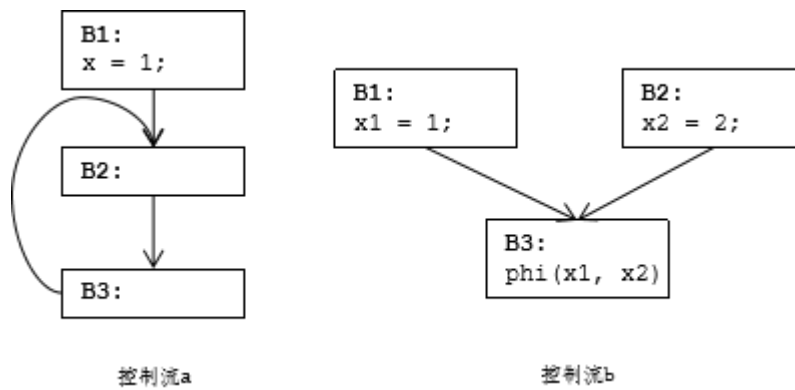 B1:
x = 1;
B2:
B3:
控制流a
B1:
x1 = 1;
B2:
x2 = 2;
B3:
phi(x1, x2)
控制流b